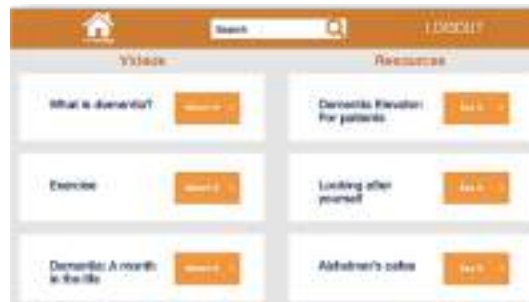 Search
LOGOUT
Videos
Resources
What is dementia?
Dementia Elevator:
For patients
Exercise
Looking after
yourself
Dementia: A month
in the life
Alzheimer's cafes